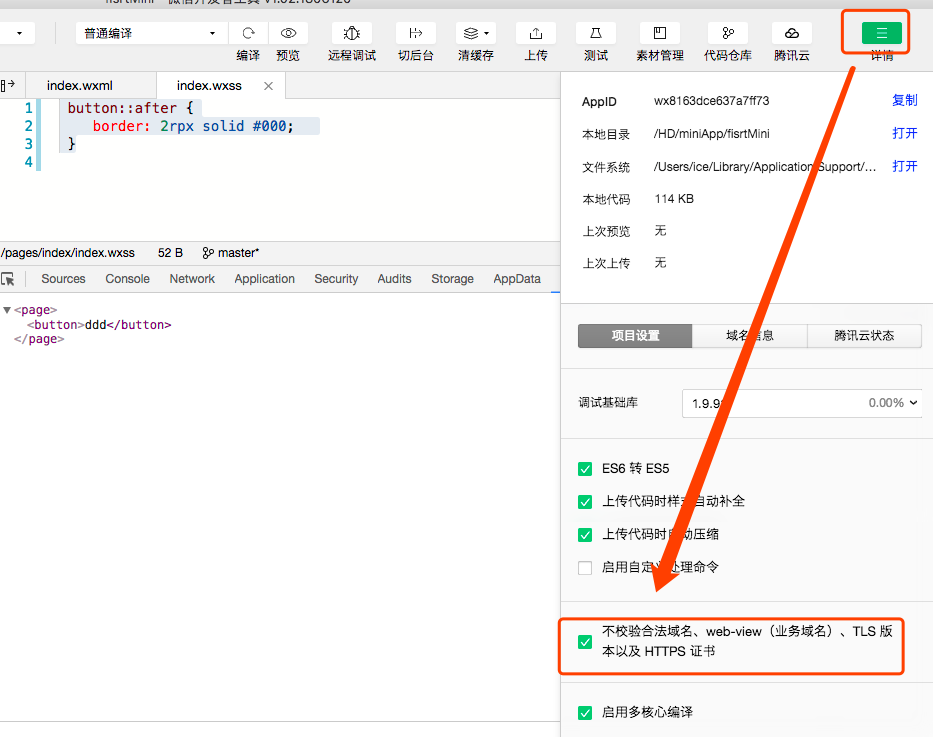 普通编译
编译
预览
远程调试
切后台
清缓存
上传
测试
素材管理
代码仓库
腾讯云
详情
index.wxml
index.wxss
1 button::after {
2 border: 2rpx solid #000;
3 }
4
/pages/index/index.wxss 52 B master*
Sources Console Network Application Security Audits Storage AppData
<page>
<button>ddd</button>
</page>
AppID wx8163dce637a7ff73 复制
本地目录 /HD/miniApp/fisrtMini 打开
文件系统 /Users/ice/Library/Application Support/... 打开
本地代码 114 KB
上次预览 无
上次上传 无
项目设置 域名信息 腾讯云状态
调试基础库 1.9.9 0.00%
ES6 转 ES5
上传代码时样式自动补全
上传代码时自动压缩
启用自定义处理命令
不校验合法域名、web-view（业务域名）、TLS 版
本以及 HTTPS 证书
启用多核心编译